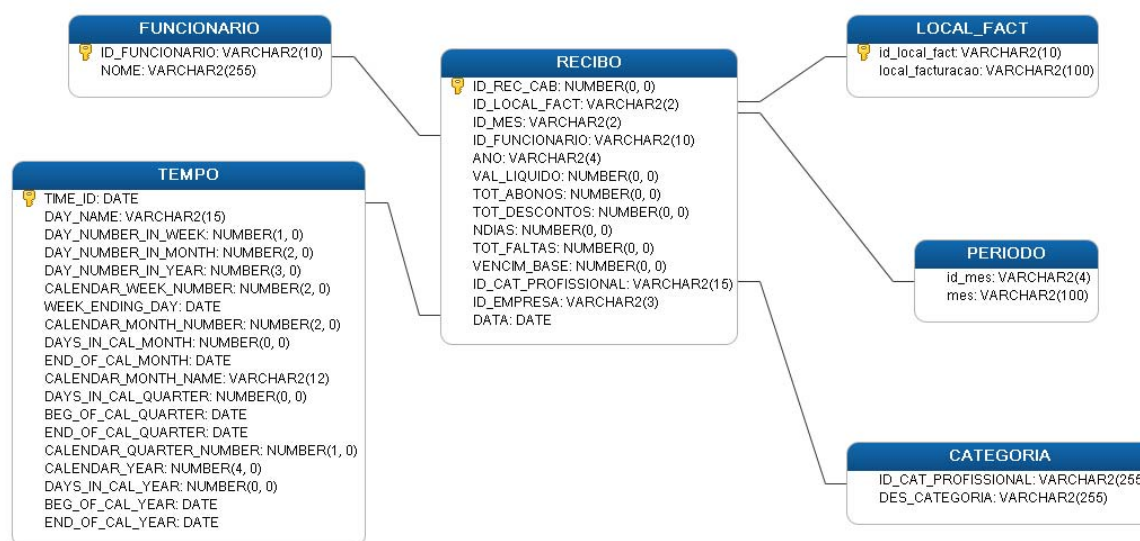 FUNCIONARIO
ID_FUNCIONARIO: VARCHAR2(10)
NOME: VARCHAR2(255)
TEMPO
TIME_ID: DATE
DAY_NAME: VARCHAR2(15)
DAY_NUMBER_IN_WEEK: NUMBER(1, 0)
DAY_NUMBER_IN_MONTH: NUMBER(2, 0)
DAY_NUMBER_IN_YEAR: NUMBER(3, 0)
CALENDAR_WEEK_NUMBER: NUMBER(2, 0)
WEEK_ENDING_DAY: DATE
CALENDAR_MONTH_NUMBER: NUMBER(2, 0)
DAYS_IN_CAL_MONTH: NUMBER(0, 0)
END_OF_CAL_MONTH: DATE
CALENDAR_MONTH_NAME: VARCHAR2(12)
DAYS_IN_CAL_QUARTER: NUMBER(0, 0)
BEG_OF_CAL_QUARTER: DATE
END_OF_CAL_QUARTER: DATE
CALENDAR_QUARTER_NUMBER: NUMBER(1, 0)
CALENDAR_YEAR: NUMBER(4, 0)
DAYS_IN_CAL_YEAR: NUMBER(0, 0)
BEG_OF_CAL_YEAR: DATE
END_OF_CAL_YEAR: DATE
RECIBO
ID_REC_CAB: NUMBER(0, 0)
ID_LOCAL_FACT: VARCHAR2(2)
ID_MES: VARCHAR2(2)
ID_FUNCIONARIO: VARCHAR2(10)
ANO: VARCHAR2(4)
VAL_LIQUIDO: NUMBER(0, 0)
TOT_ABONOS: NUMBER(0, 0)
TOT_DESCONTOS: NUMBER(0, 0)
NDIAS: NUMBER(0, 0)
TOT_FALTAS: NUMBER(0, 0)
VENCIM_BASE: NUMBER(0, 0)
ID_CAT_PROFISSIONAL: VARCHAR2(15)
ID_EMPRESA: VARCHAR2(3)
DATA: DATE
LOCAL_FACT
id_local_fact: VARCHAR2(10)
local_facturacao: VARCHAR2(100)
PERIODO
id_mes: VARCHAR2(4)
mes: VARCHAR2(100)
CATEGORIA
ID_CAT_PROFISSIONAL: VARCHAR2(255
DES_CATEGORIA: VARCHAR2(255)